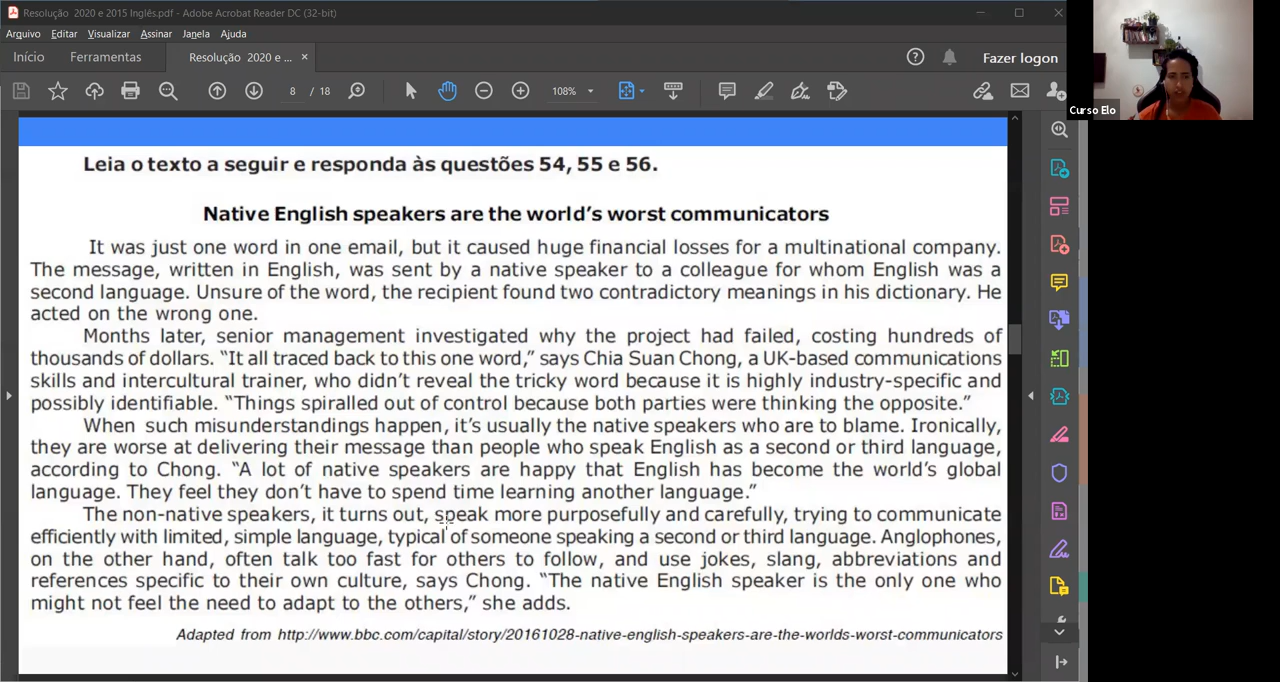 Resolução 2020 e 2015 Inglês.pdf - Adobe Acrobat Reader DC (32-bit)
Arquivo Editar Visualizar Assinar Janela Ajuda
Início Ferramentas Resolução 2020 e ... × Fazer logon
8 / 18 108%
Curso Elo
Leia o texto a seguir e responda às questões 54, 55 e 56.
Native English speakers are the world's worst communicators
It was just one word in one email, but it caused huge financial losses for a multinational company.
The message, written in English, was sent by a native speaker to a colleague for whom English was a
second language. Unsure of the word, the recipient found two contradictory meanings in his dictionary. He
acted on the wrong one.
Months later, senior management investigated why the project had failed, costing hundreds of
thousands of dollars. “It all traced back to this one word,” says Chia Suan Chong, a UK-based communications
skills and intercultural trainer, who didn't reveal the tricky word because it is highly industry-specific and
possibly identifiable. “Things spiralled out of control because both parties were thinking the opposite.”
When such misunderstandings happen, it's usually the native speakers who are to blame. Ironically,
they are worse at delivering their message than people who speak English as a second or third language,
according to Chong. “A lot of native speakers are happy that English has become the world's global
language. They feel they don't have to spend time learning another language.”
The non-native speakers, it turns out, speak more purposefully and carefully, trying to communicate
efficiently with limited, simple language, typical of someone speaking a second or third language. Anglophones,
on the other hand, often talk too fast for others to follow, and use jokes, slang, abbreviations and
references specific to their own culture, says Chong. “The native English speaker is the only one who
might not feel the need to adapt to the others,” she adds.
Adapted from http://www.bbc.com/capital/story/20161028-native-english-speakers-are-the-worlds-worst-communicators